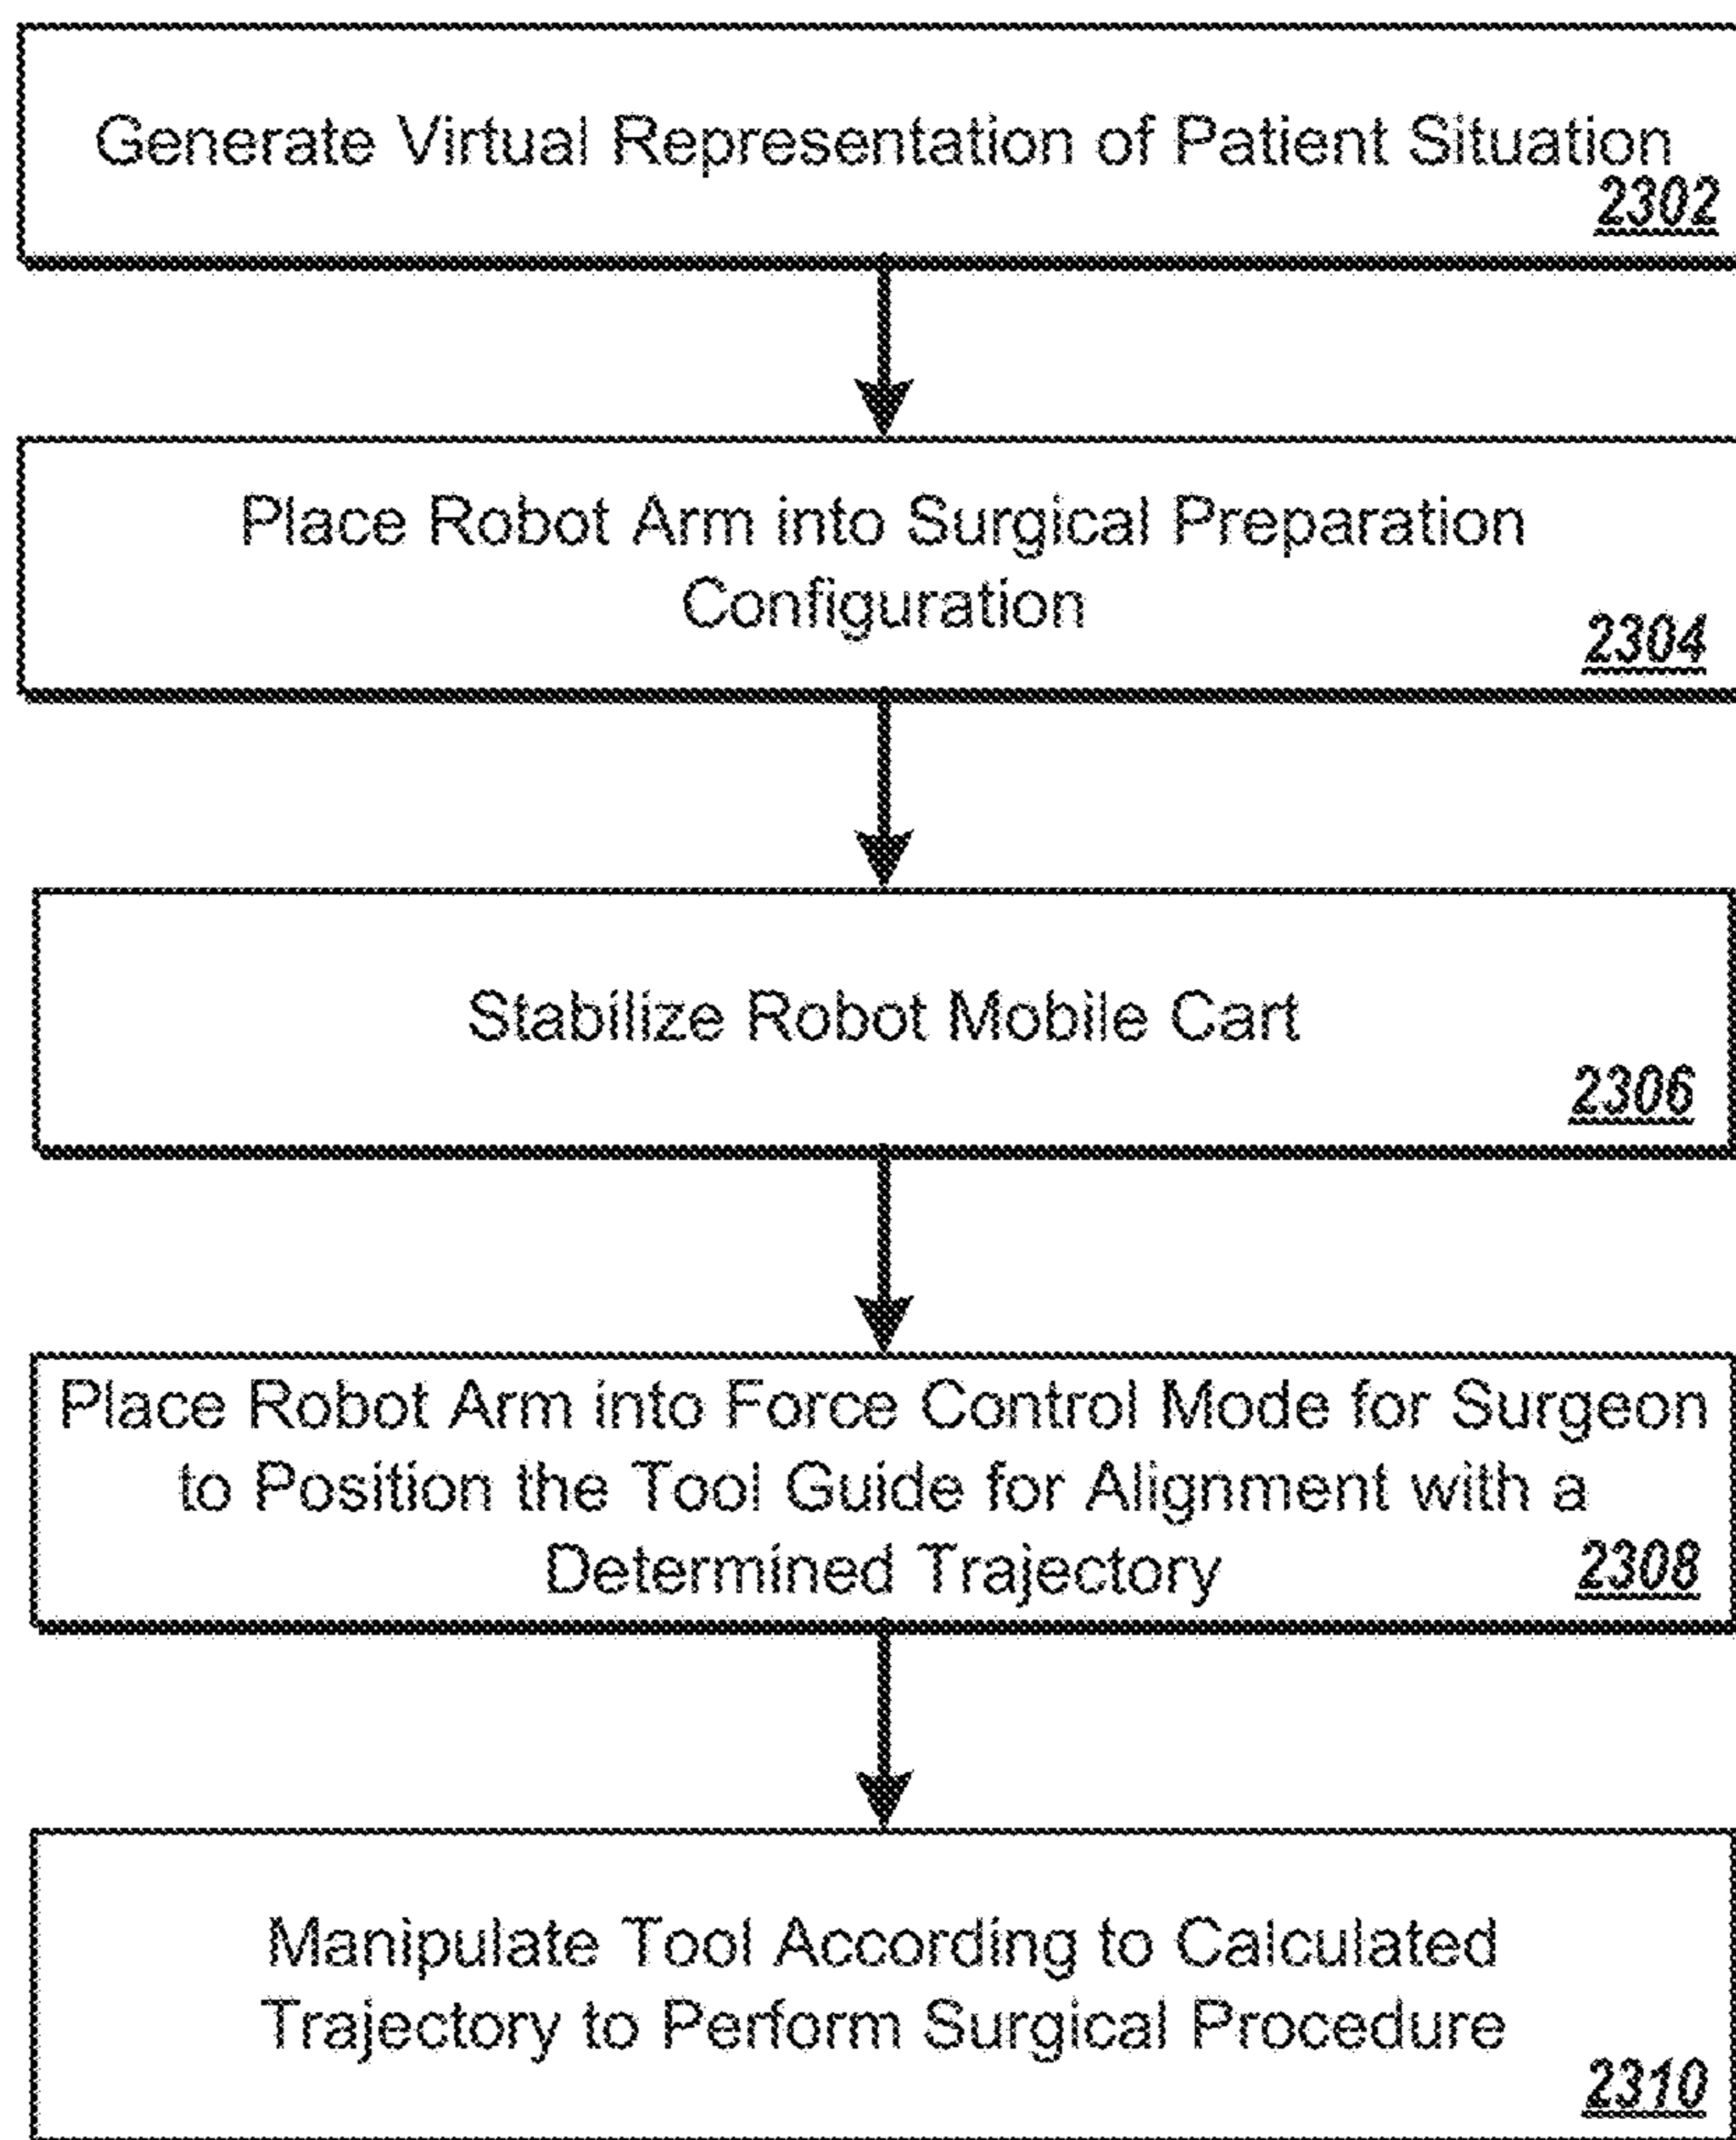 Generate Virtual Representation of Patient Situation
2302
Place Robot Arm into Surgical Preparation
Configuration
2304
Stabilize Robot Mobile Cart
2306
Place Robot Arm into Force Control Mode for Surgeon
to Position the Tool Guide for Alignment with a
Determined Trajectory
2308
Manipulate Tool According to Calculated
Trajectory to Perform Surgical Procedure
2310